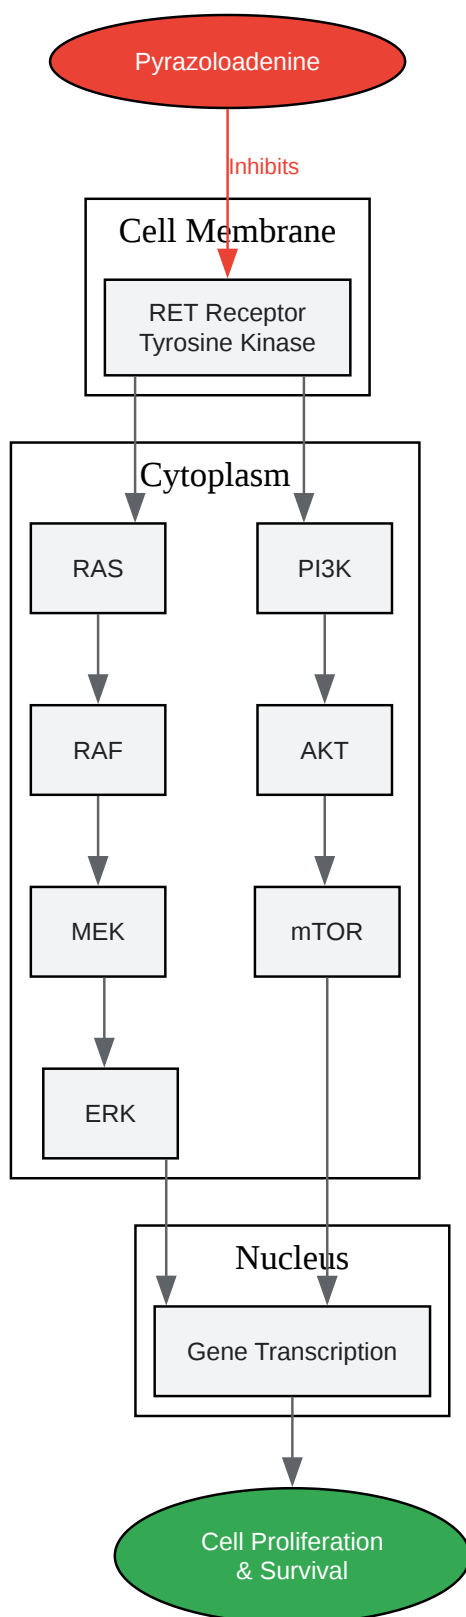 Pyrazoloadenine
Inhibits
Cell Membrane
RET Receptor
Tyrosine Kinase
Cytoplasm
RAS
PI3K
RAF
AKT
MEK
mTOR
ERK
Nucleus
Gene Transcription
Cell Proliferation
& Survival